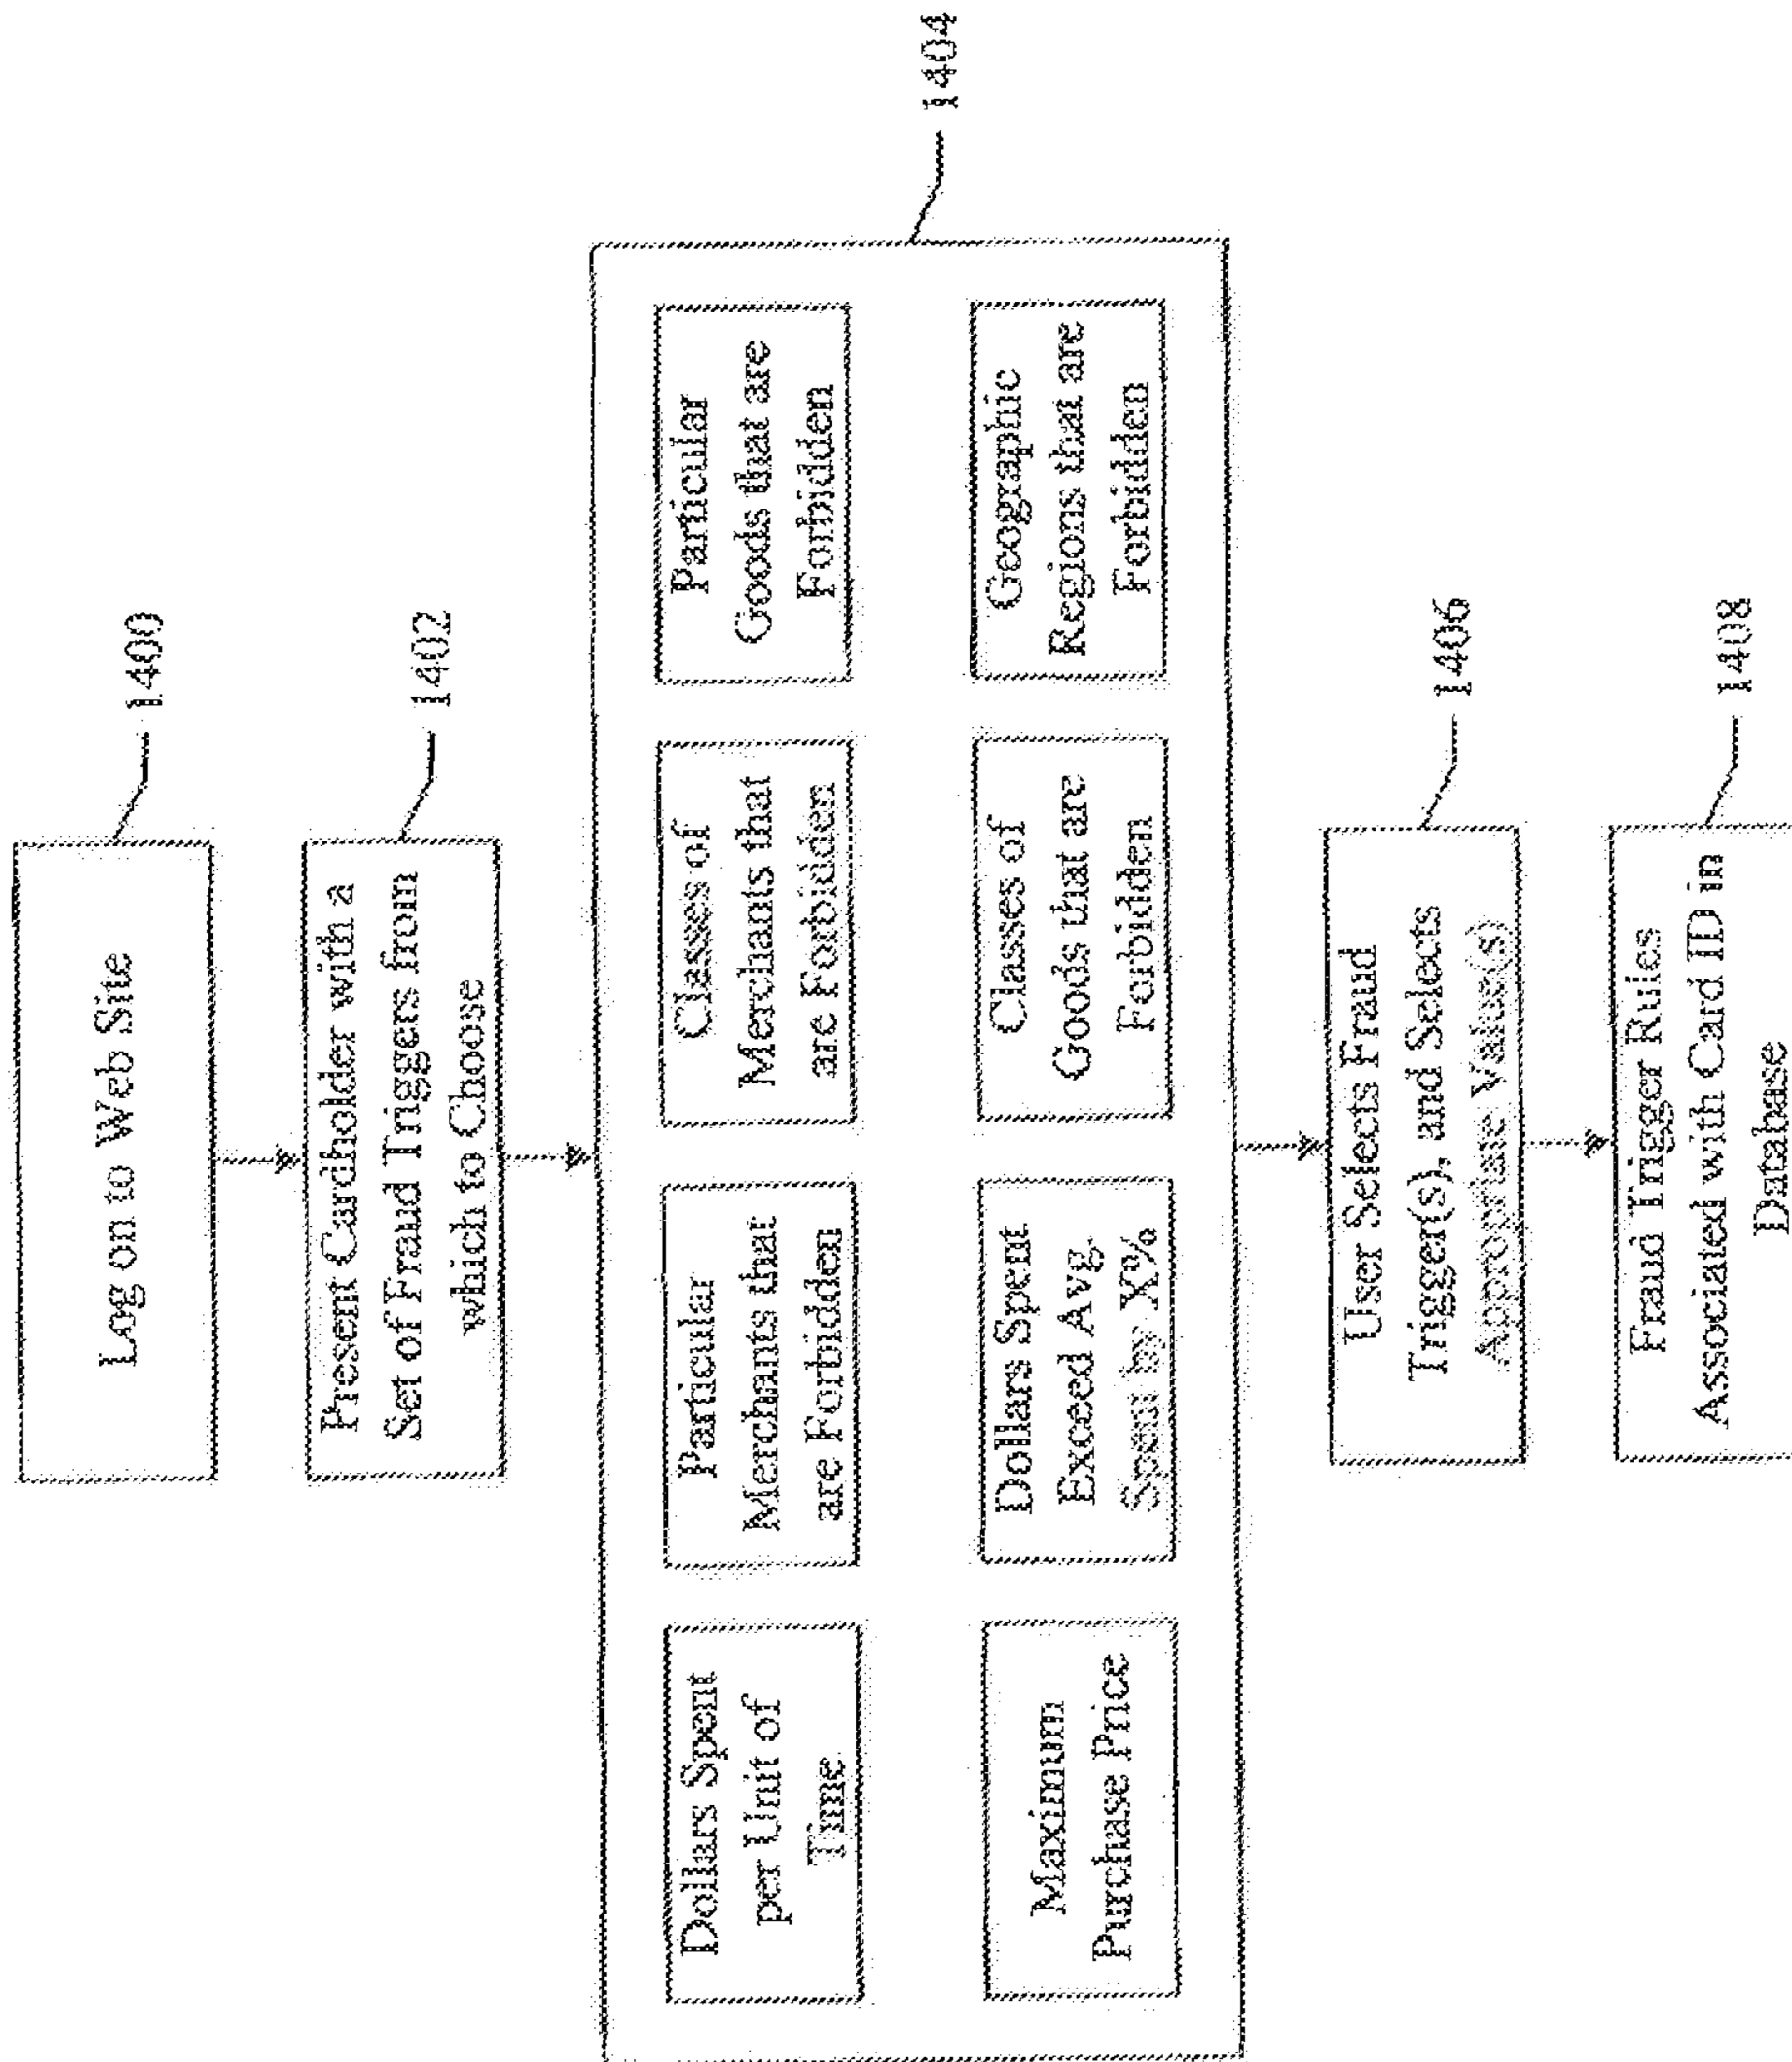 Log on to Web Site
1400
Present Cardholder with a
Set of Fraud Triggers from
which to Choose
1402
1404
Dollars Spent
per Unit of
Time
Particular
Merchants that
are Forbidden
Classes of
Merchants that
are Forbidden
Particular
Goods that are
Forbidden
Maximum
Purchase Price
Dollars Spent
Exceed Avg.
Spent by X%
Classes of
Goods that are
Forbidden
Geographic
Regions that are
Forbidden
User Selects Fraud
Trigger(s), and Selects
Appropriate Value(s)
1406
Fraud Trigger Rules
Associated with Card ID in
Database
1408